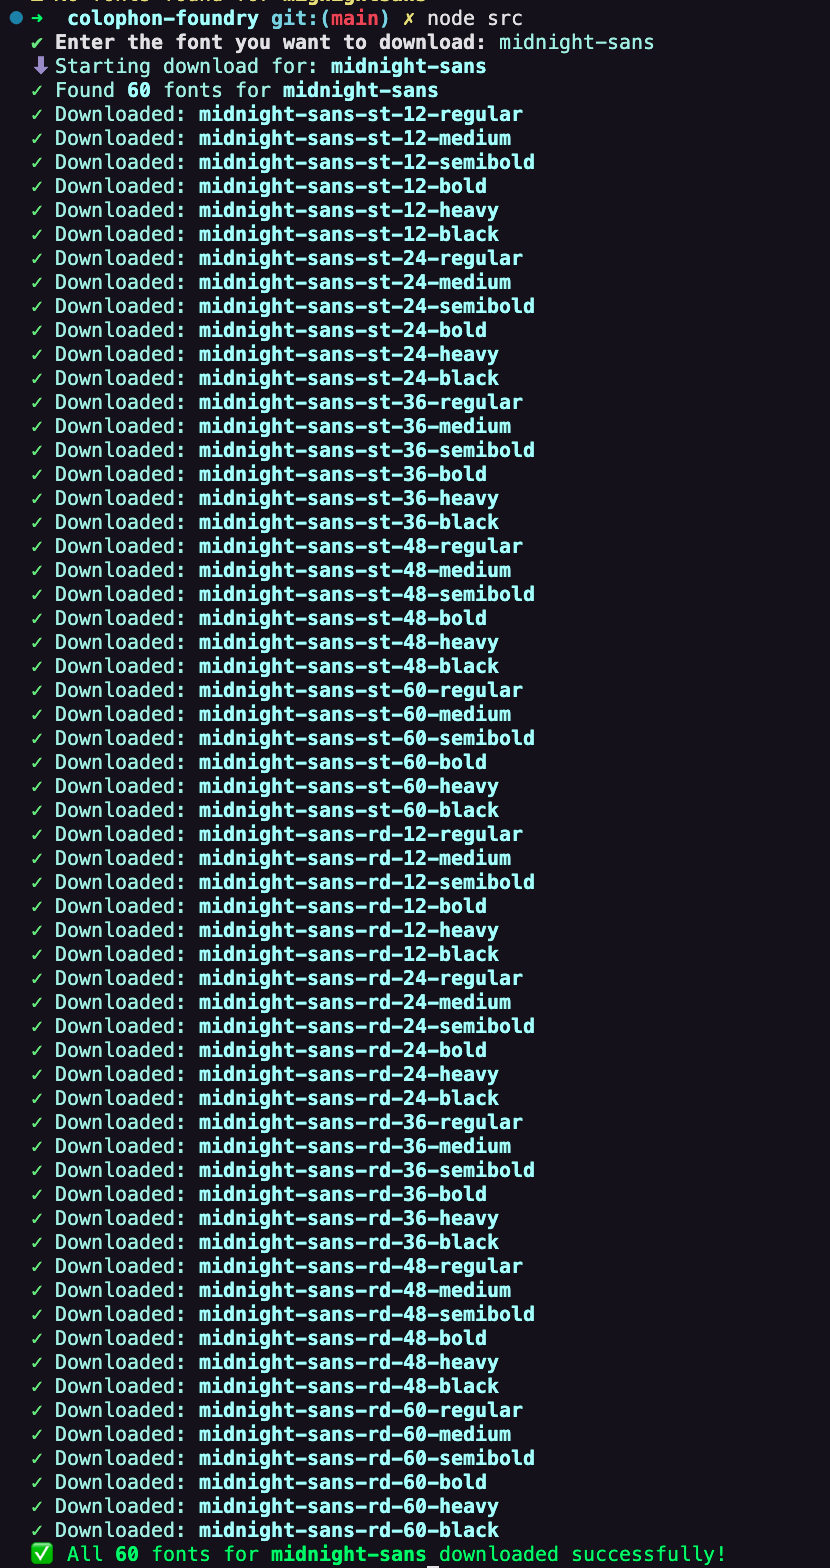 ➜ colophon-foundry git:(main) ✗ node src
✔ Enter the font you want to download: midnight-sans
⬇ Starting download for: midnight-sans
✓ Found 60 fonts for midnight-sans
✓ Downloaded: midnight-sans-st-12-regular
✓ Downloaded: midnight-sans-st-12-medium
✓ Downloaded: midnight-sans-st-12-semibold
✓ Downloaded: midnight-sans-st-12-bold
✓ Downloaded: midnight-sans-st-12-heavy
✓ Downloaded: midnight-sans-st-12-black
✓ Downloaded: midnight-sans-st-24-regular
✓ Downloaded: midnight-sans-st-24-medium
✓ Downloaded: midnight-sans-st-24-semibold
✓ Downloaded: midnight-sans-st-24-bold
✓ Downloaded: midnight-sans-st-24-heavy
✓ Downloaded: midnight-sans-st-24-black
✓ Downloaded: midnight-sans-st-36-regular
✓ Downloaded: midnight-sans-st-36-medium
✓ Downloaded: midnight-sans-st-36-semibold
✓ Downloaded: midnight-sans-st-36-bold
✓ Downloaded: midnight-sans-st-36-heavy
✓ Downloaded: midnight-sans-st-36-black
✓ Downloaded: midnight-sans-st-48-regular
✓ Downloaded: midnight-sans-st-48-medium
✓ Downloaded: midnight-sans-st-48-semibold
✓ Downloaded: midnight-sans-st-48-bold
✓ Downloaded: midnight-sans-st-48-heavy
✓ Downloaded: midnight-sans-st-48-black
✓ Downloaded: midnight-sans-st-60-regular
✓ Downloaded: midnight-sans-st-60-medium
✓ Downloaded: midnight-sans-st-60-semibold
✓ Downloaded: midnight-sans-st-60-bold
✓ Downloaded: midnight-sans-st-60-heavy
✓ Downloaded: midnight-sans-st-60-black
✓ Downloaded: midnight-sans-rd-12-regular
✓ Downloaded: midnight-sans-rd-12-medium
✓ Downloaded: midnight-sans-rd-12-semibold
✓ Downloaded: midnight-sans-rd-12-bold
✓ Downloaded: midnight-sans-rd-12-heavy
✓ Downloaded: midnight-sans-rd-12-black
✓ Downloaded: midnight-sans-rd-24-regular
✓ Downloaded: midnight-sans-rd-24-medium
✓ Downloaded: midnight-sans-rd-24-semibold
✓ Downloaded: midnight-sans-rd-24-bold
✓ Downloaded: midnight-sans-rd-24-heavy
✓ Downloaded: midnight-sans-rd-24-black
✓ Downloaded: midnight-sans-rd-36-regular
✓ Downloaded: midnight-sans-rd-36-medium
✓ Downloaded: midnight-sans-rd-36-semibold
✓ Downloaded: midnight-sans-rd-36-bold
✓ Downloaded: midnight-sans-rd-36-heavy
✓ Downloaded: midnight-sans-rd-36-black
✓ Downloaded: midnight-sans-rd-48-regular
✓ Downloaded: midnight-sans-rd-48-medium
✓ Downloaded: midnight-sans-rd-48-semibold
✓ Downloaded: midnight-sans-rd-48-bold
✓ Downloaded: midnight-sans-rd-48-heavy
✓ Downloaded: midnight-sans-rd-48-black
✓ Downloaded: midnight-sans-rd-60-regular
✓ Downloaded: midnight-sans-rd-60-medium
✓ Downloaded: midnight-sans-rd-60-semibold
✓ Downloaded: midnight-sans-rd-60-bold
✓ Downloaded: midnight-sans-rd-60-heavy
✓ Downloaded: midnight-sans-rd-60-black
✅ All 60 fonts for midnight-sans downloaded successfully!